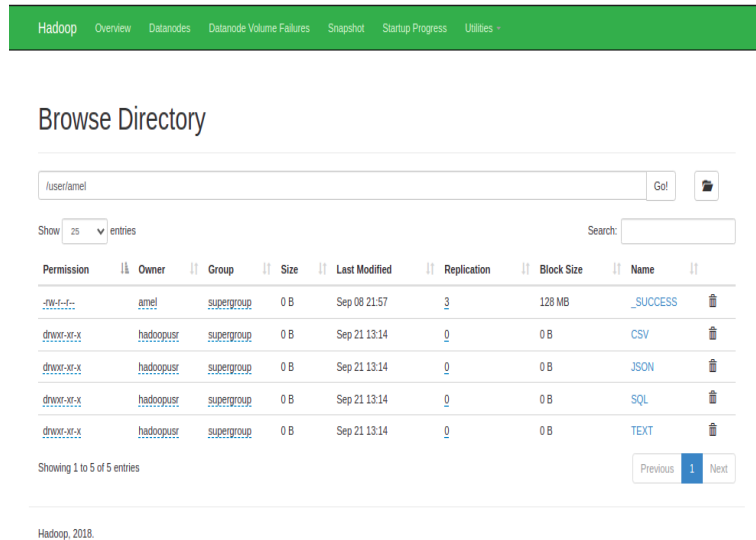 Hadoop Overview Datanodes Datanode Volume Failures Snapshot Startup Progress Utilities
Browse Directory
/user/amel Go!
Show 25 entries Search:
Permission Owner Group Size Last Modified Replication Block Size Name
-rw-r--r-- amel supergroup 0 B Sep 08 21:57 3 128 MB _SUCCESS
drwxr-xr-x hadoopusr supergroup 0 B Sep 21 13:14 0 0 B CSV
drwxr-xr-x hadoopusr supergroup 0 B Sep 21 13:14 0 0 B JSON
drwxr-xr-x hadoopusr supergroup 0 B Sep 21 13:14 0 0 B SQL
drwxr-xr-x hadoopusr supergroup 0 B Sep 21 13:14 0 0 B TEXT
Showing 1 to 5 of 5 entries Previous 1 Next
Hadoop, 2018.